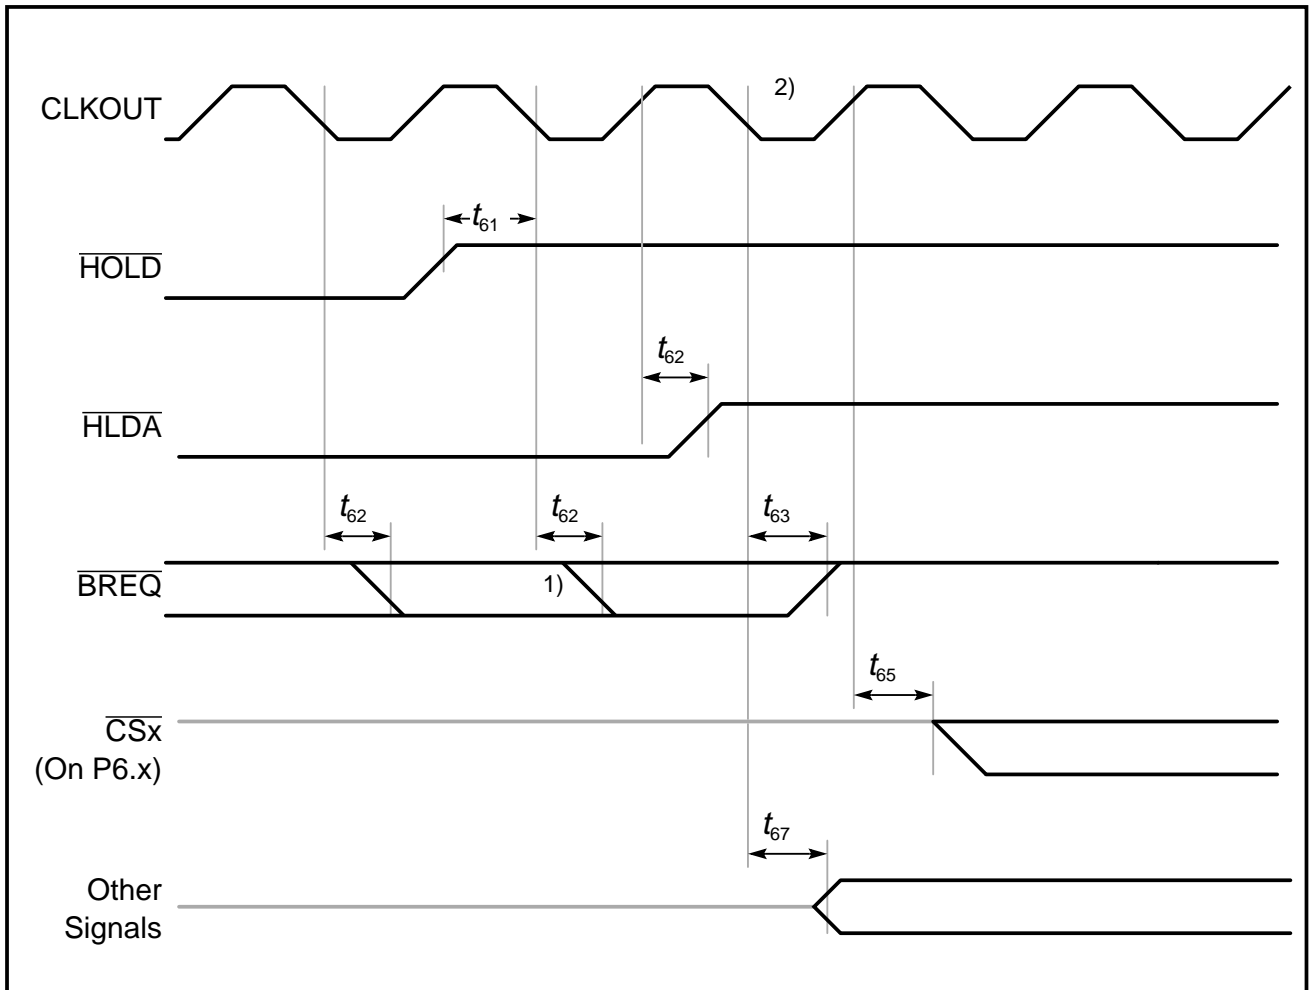 2)
CLKOUT
t61
HOLD
t62
HLDA
t62
t62
t63
BREQ
1)
t65
CSx
(On P6.x)
t67
Other
Signals